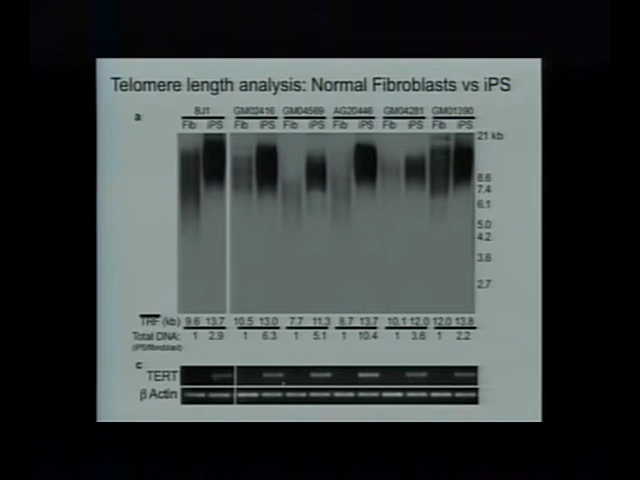 Telomere length analysis: Normal Fibroblasts vs iPS
a
BJ1 GM02416 GM04569 AG20446 GM04281 GM01390
Fib iPS Fib iPS Fib iPS Fib iPS Fib iPS Fib iPS
21 kb
8.6
7.4
6.1
5.0
4.2
3.6
2.7
TRF (kb) 9.6 13.7 10.5 13.0 7.7 11.3 8.7 13.7 10.1 12.0 12.0 13.8
Total DNA: 1 2.9 1 6.3 1 5.1 1 10.4 1 3.6 1 2.2
(iPS/fibroblast)
c
TERT
β Actin